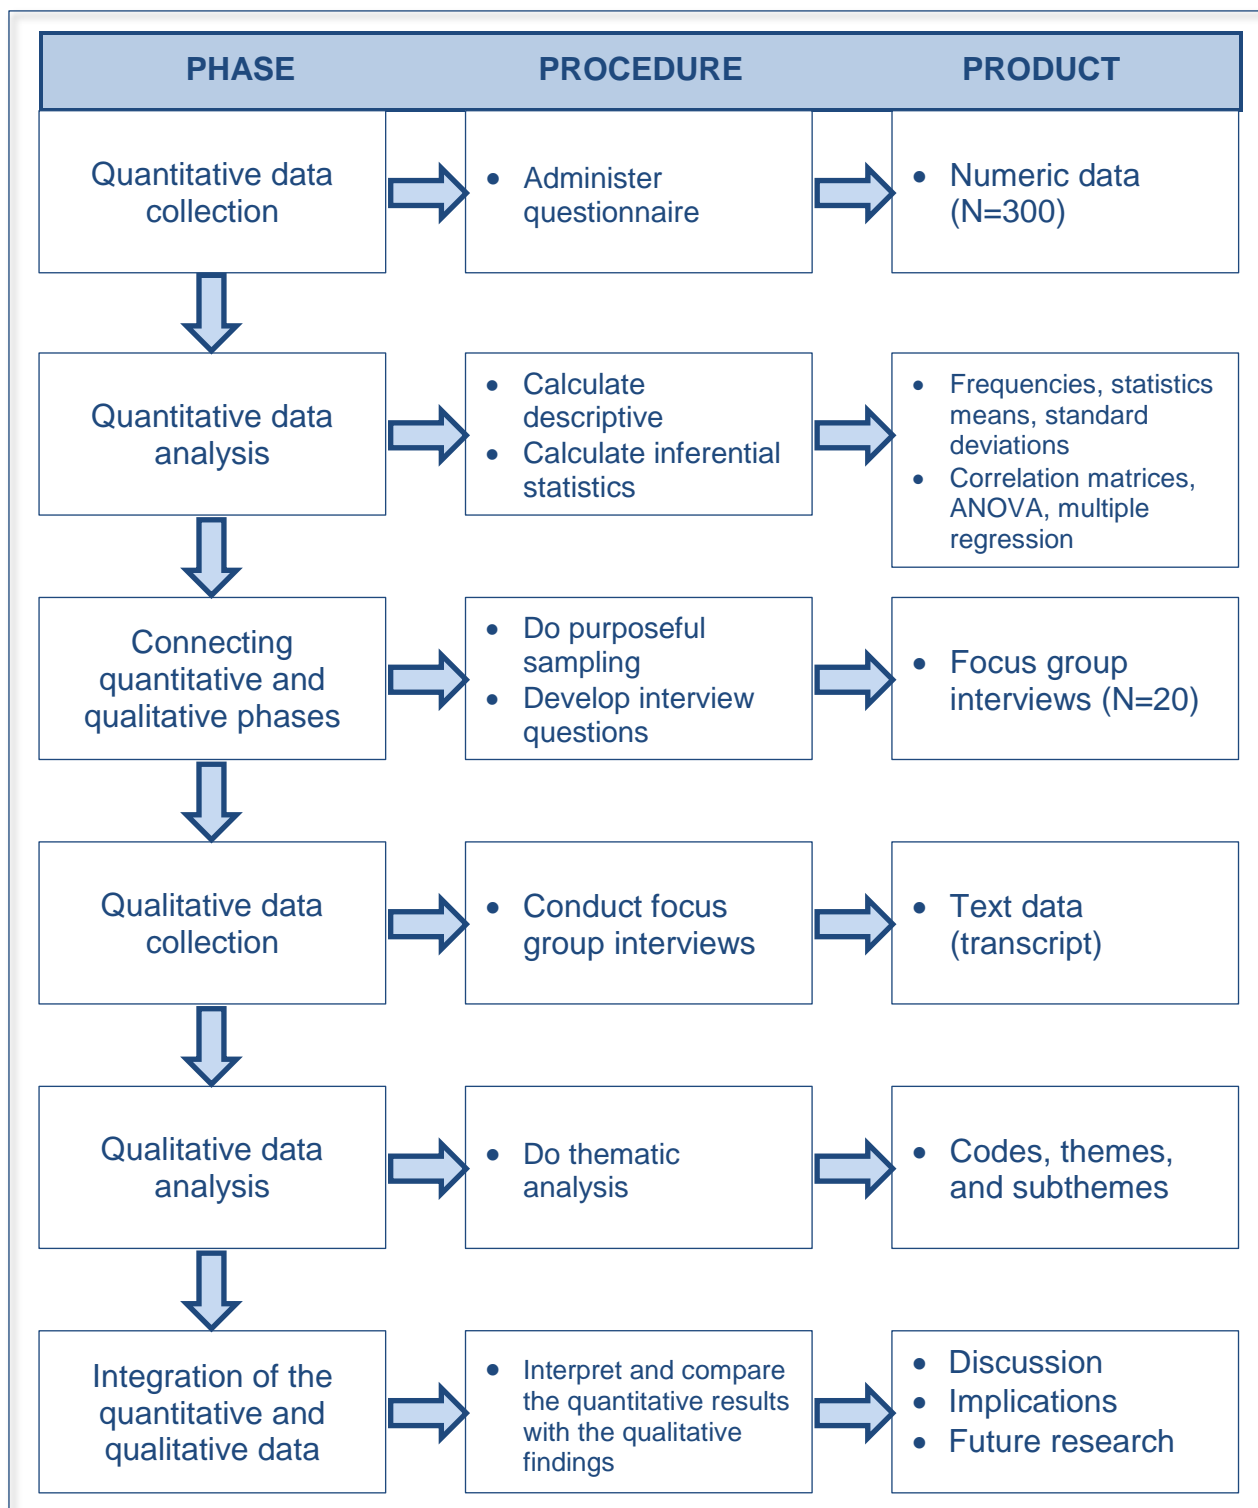 PHASE PROCEDURE PRODUCT
Quantitative data
collection
• Administer
questionnaire
• Numeric data
(N=300)
Quantitative data
analysis
• Calculate
descriptive
• Calculate inferential
statistics
• Frequencies, statistics
means, standard
deviations
• Correlation matrices,
ANOVA, multiple
regression
Connecting
quantitative and
qualitative phases
• Do purposeful
sampling
• Develop interview
questions
• Focus group
interviews (N=20)
Qualitative data
collection
• Conduct focus
group interviews
• Text data
(transcript)
Qualitative data
analysis
• Do thematic
analysis
• Codes, themes,
and subthemes
Integration of the
quantitative and
qualitative data
• Interpret and compare
the quantitative results
with the qualitative
findings
• Discussion
• Implications
• Future research